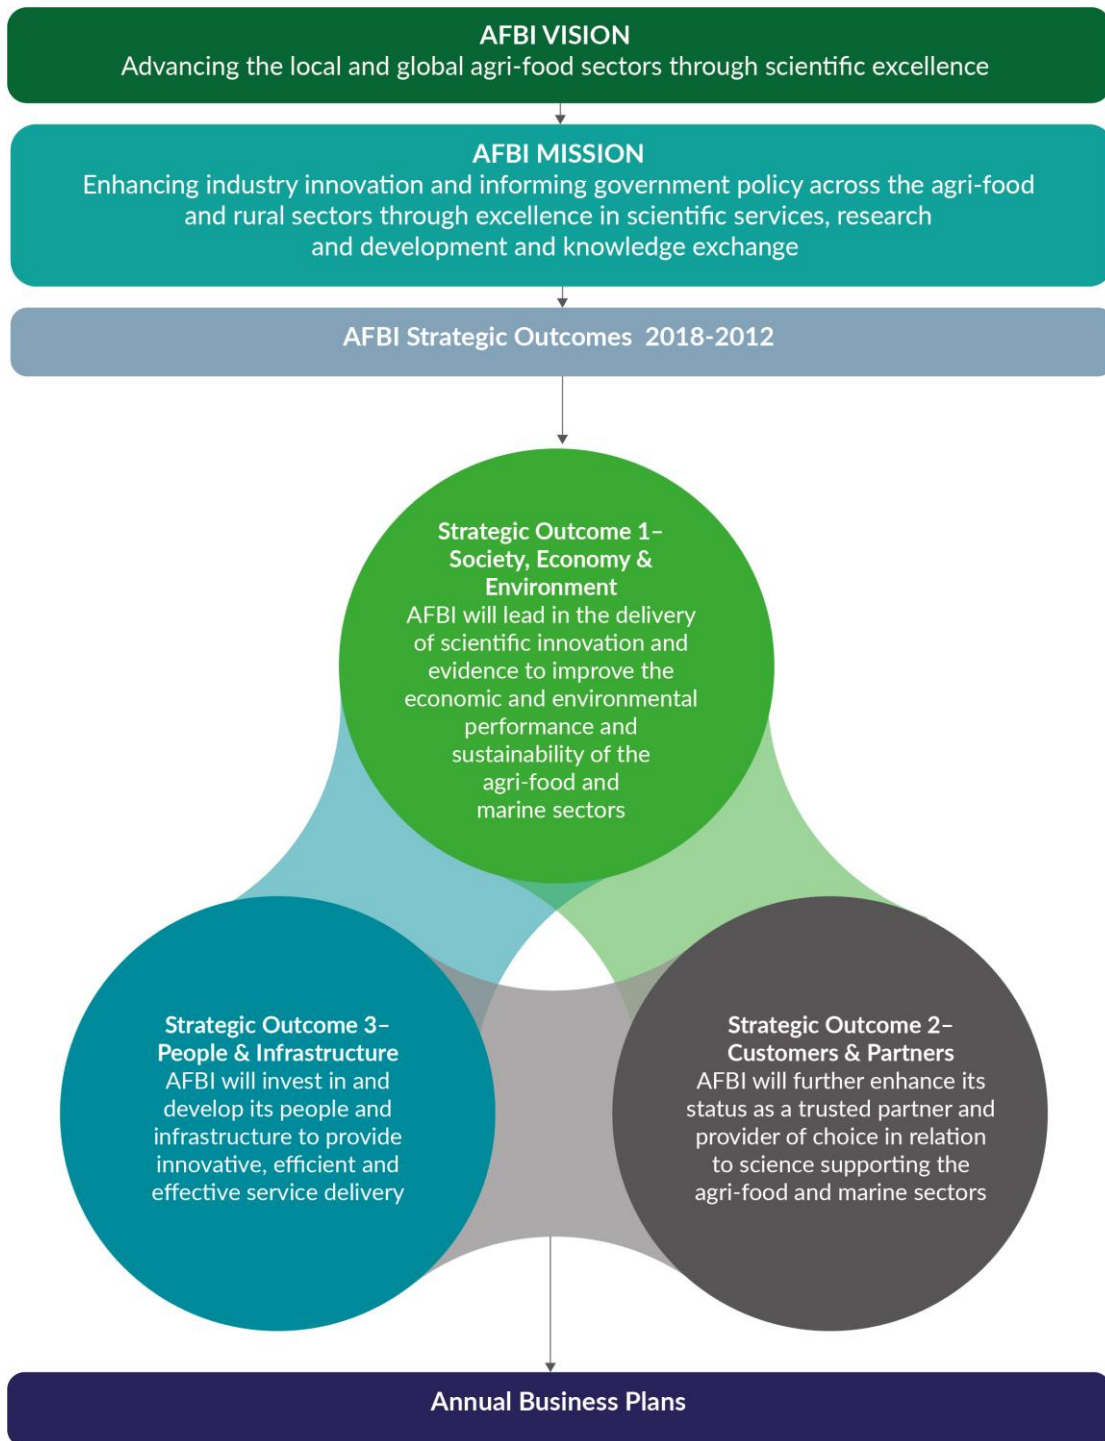 AFBI VISION
Advancing the local and global agri-food sectors through scientific excellence
AFBI MISSION
Enhancing industry innovation and informing government policy across the agri-food
and rural sectors through excellence in scientific services, research
and development and knowledge exchange
AFBI Strategic Outcomes  2018-2012
Strategic Outcome 1–
Society, Economy &
Environment
AFBI will lead in the delivery
of scientific innovation and
evidence to improve the
economic and environmental
performance and
sustainability of the
agri-food and
marine sectors
Strategic Outcome 3–
People & Infrastructure
AFBI will invest in and
develop its people and
infrastructure to provide
innovative, efficient and
effective service delivery
Strategic Outcome 2–
Customers & Partners
AFBI will further enhance its
status as a trusted partner and
provider of choice in relation
to science supporting the
agri-food and marine sectors
Annual Business Plans